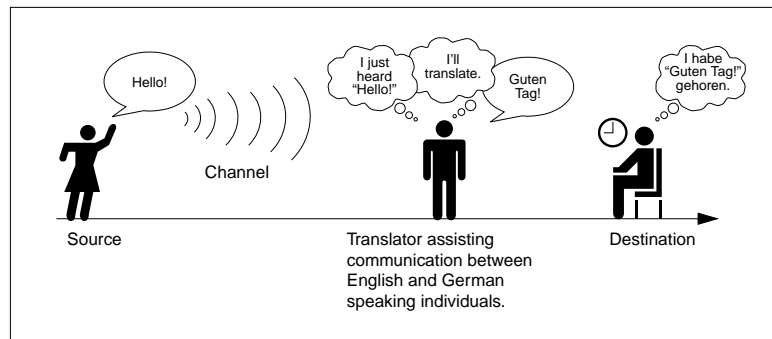 Hello!
I just
heard
“Hello!”
I’ll
translate.
Guten
Tag!
I habe
“Guten Tag!”
gehoren.
Channel
Source
Translator assisting
communication between
English and German
speaking individuals.
Destination